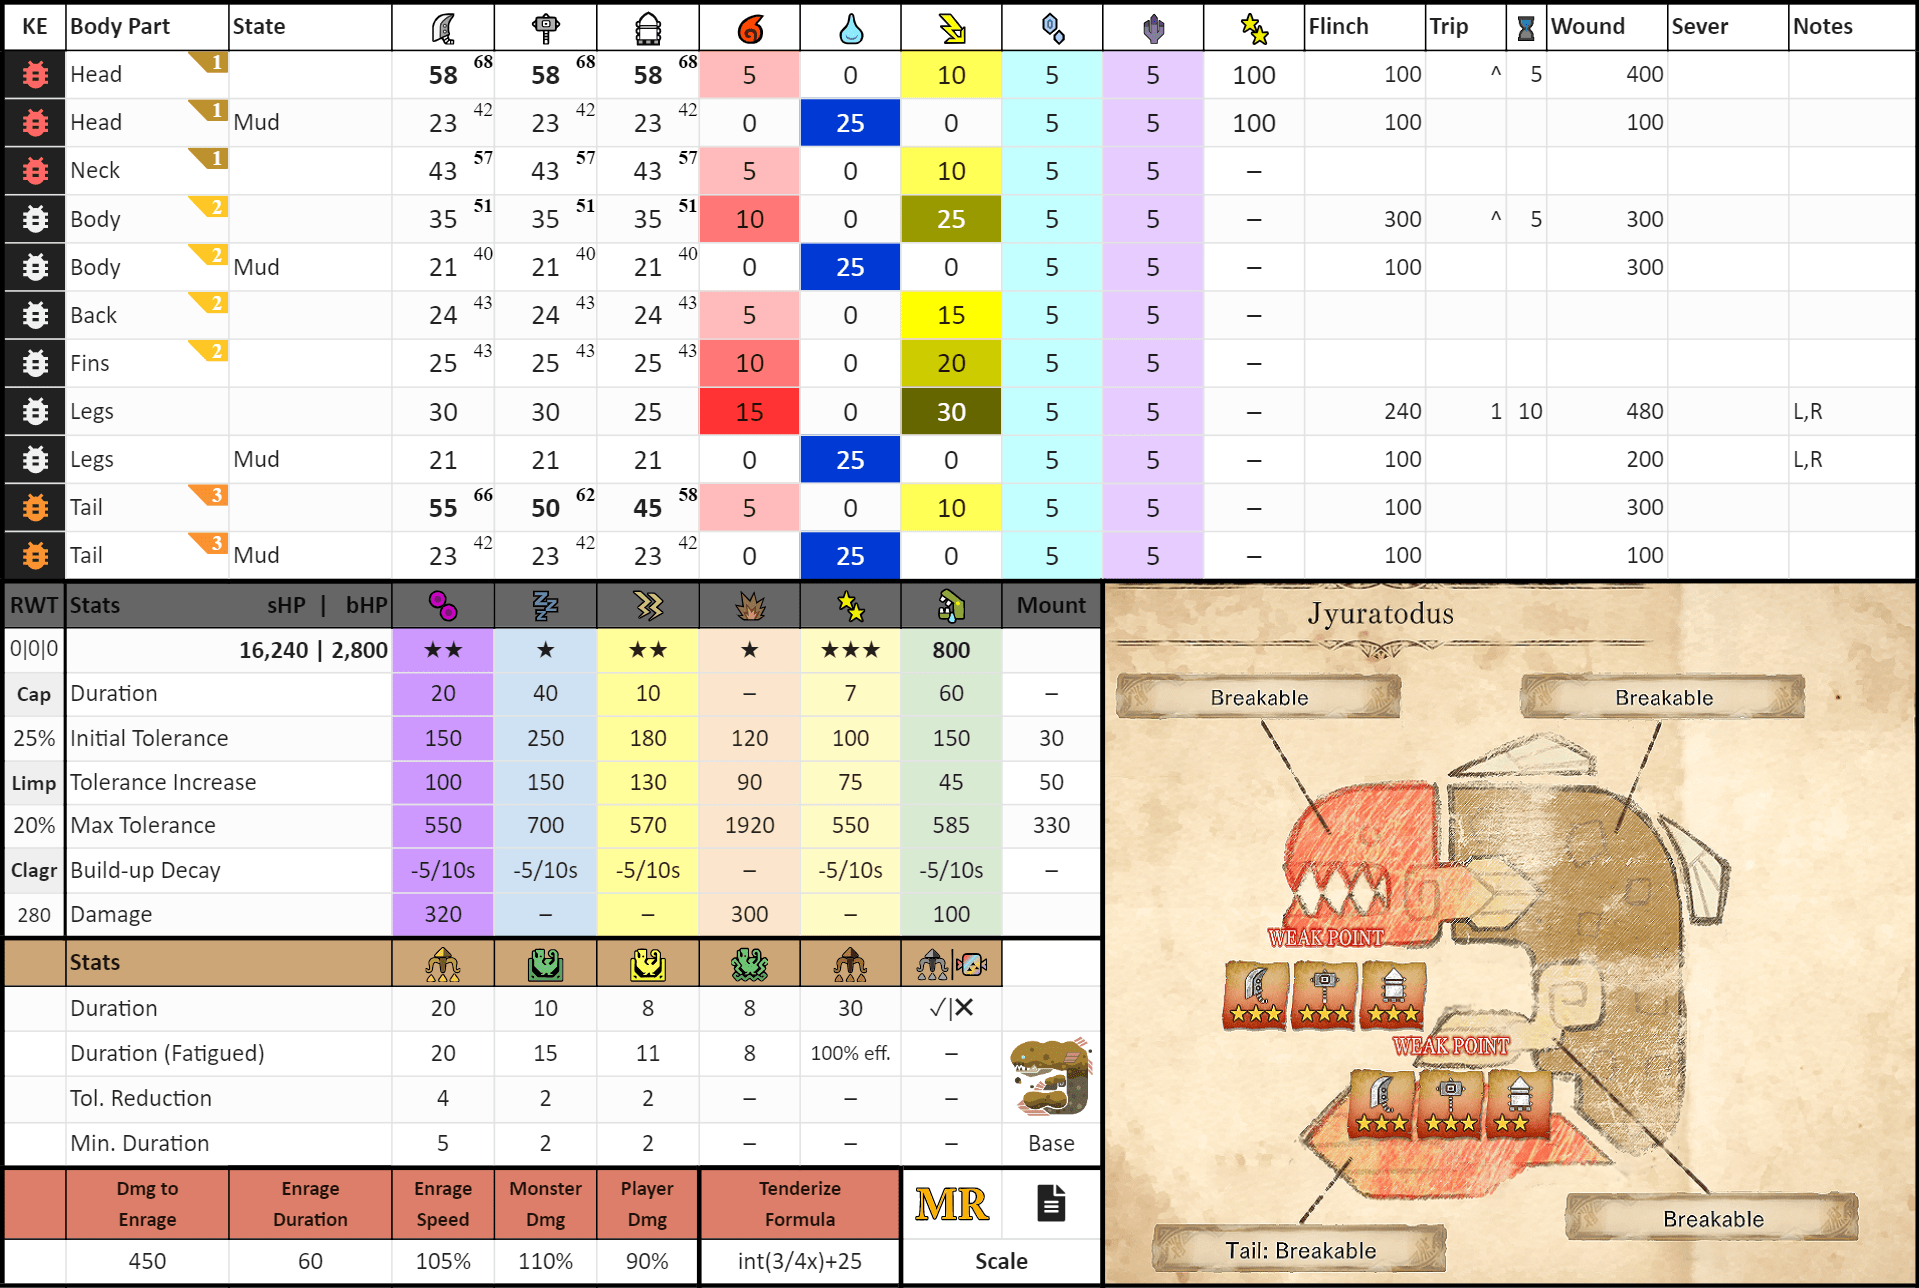 KE Body Part State Flinch Trip Wound Sever Notes
Head 1 58 68 58 68 58 68 5 0 10 5 5 100 100 ^ 5 400
Head 1 Mud 23 42 23 42 23 42 0 25 0 5 5 100 100 100
Neck 1 43 57 43 57 43 57 5 0 10 5 5 –
Body 2 35 51 35 51 35 51 10 0 25 5 5 – 300 ^ 5 300
Body 2 Mud 21 40 21 40 21 40 0 25 0 5 5 – 100 300
Back 2 24 43 24 43 24 43 5 0 15 5 5 –
Fins 2 25 43 25 43 25 43 10 0 20 5 5 –
Legs 30 30 25 15 0 30 5 5 – 240 1 10 480 L,R
Legs Mud 21 21 21 0 25 0 5 5 – 100 200 L,R
Tail 3 55 66 50 62 45 58 5 0 10 5 5 – 100 300
Tail 3 Mud 23 42 23 42 23 42 0 25 0 5 5 – 100 100
RWT Stats sHP | bHP Mount
0|0|0 16,240 | 2,800 ★★ ★ ★★ ★ ★★★ 800
Cap Duration 20 40 10 – 7 60 –
25% Initial Tolerance 150 250 180 120 100 150 30
Limp Tolerance Increase 100 150 130 90 75 45 50
20% Max Tolerance 550 700 570 1920 550 585 330
Clagr Build-up Decay -5/10s -5/10s -5/10s – -5/10s -5/10s –
280 Damage 320 – – 300 – 100
Stats
Duration 20 10 8 8 30 ✓|✕
Duration (Fatigued) 20 15 11 8 100% eff. –
Tol. Reduction 4 2 2 – – –
Min. Duration 5 2 2 – – – Base
Dmg to Enrage
Enrage Duration
Enrage Speed
Monster Dmg
Player Dmg
Tenderize Formula
MR
450 60 105% 110% 90% int(3/4x)+25 Scale
Jyuratodus
Breakable Breakable
WEAK POINT
WEAK POINT
Breakable
Tail: Breakable